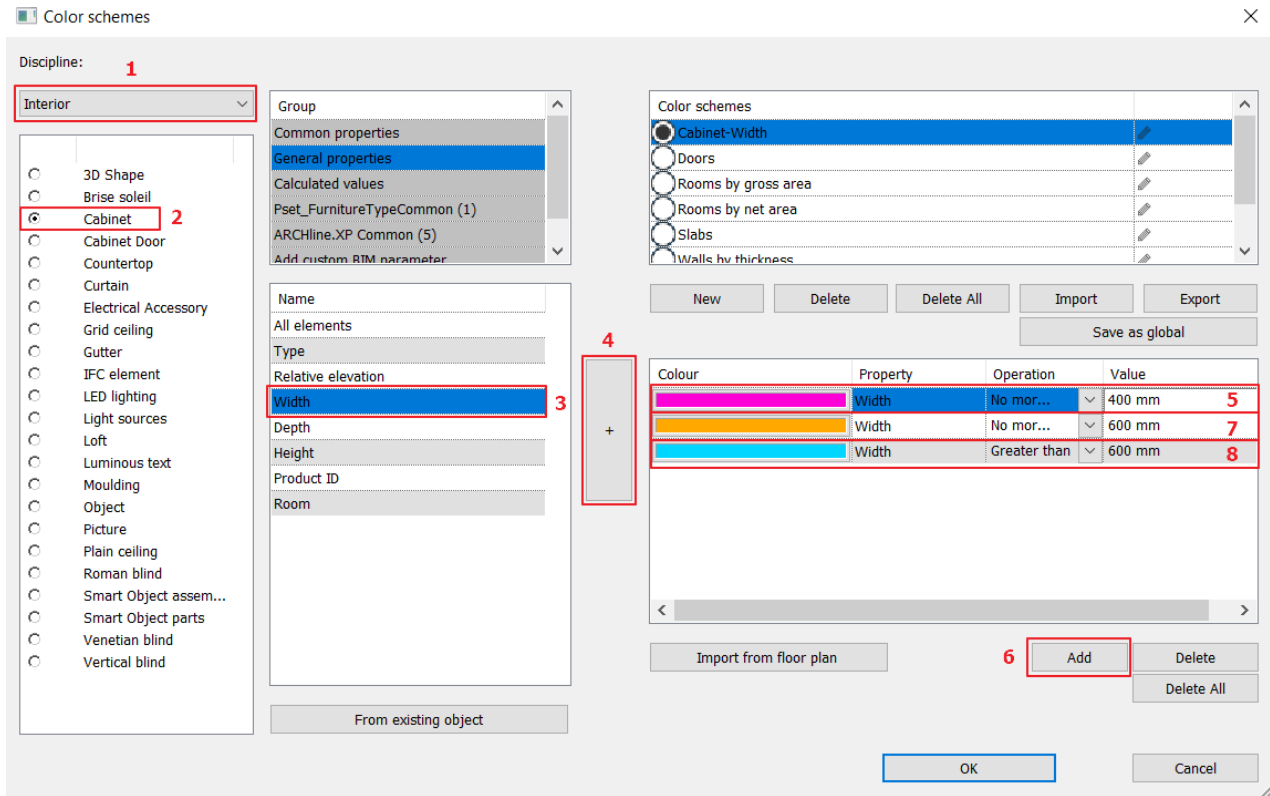 Color schemes
Discipline:
1
Interior
2
3D Shape
Brise soleil
Cabinet
Cabinet Door
Countertop
Curtain
Electrical Accessory
Grid ceiling
Gutter
IFC element
LED lighting
Light sources
Loft
Luminous text
Moulding
Object
Picture
Plain ceiling
Roman blind
Smart Object assem...
Smart Object parts
Venetian blind
Vertical blind
Group
Common properties
General properties
Calculated values
Pset_FurnitureTypeCommon (1)
ARCHline.XP Common (5)
Add custom BIM parameter
Name
All elements
Type
Relative elevation
Width 3
Depth
Height
Product ID
Room
From existing object
4
+
Color schemes
Cabinet-Width
Doors
Rooms by gross area
Rooms by net area
Slabs
Walls by thickness
New Delete Delete All Import Export
Save as global
Colour Property Operation Value
Width No mor... 400 mm 5
Width No mor... 600 mm 7
Width Greater than 600 mm 8
Import from floor plan 6 Add Delete
Delete All
OK Cancel